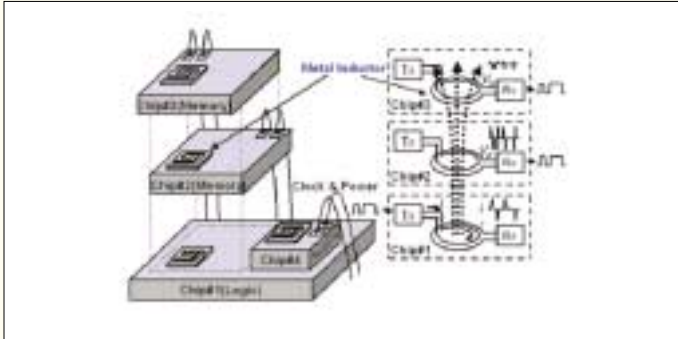 Metal Inductor
Tx
Rx
Chip#3(Memory)
Chip#3
Tx
Rx
Chip#2(Memory)
Chip#2
Clock & Power
Tx
Rx
Chip#4
Chip#1
Chip#1(Logic)